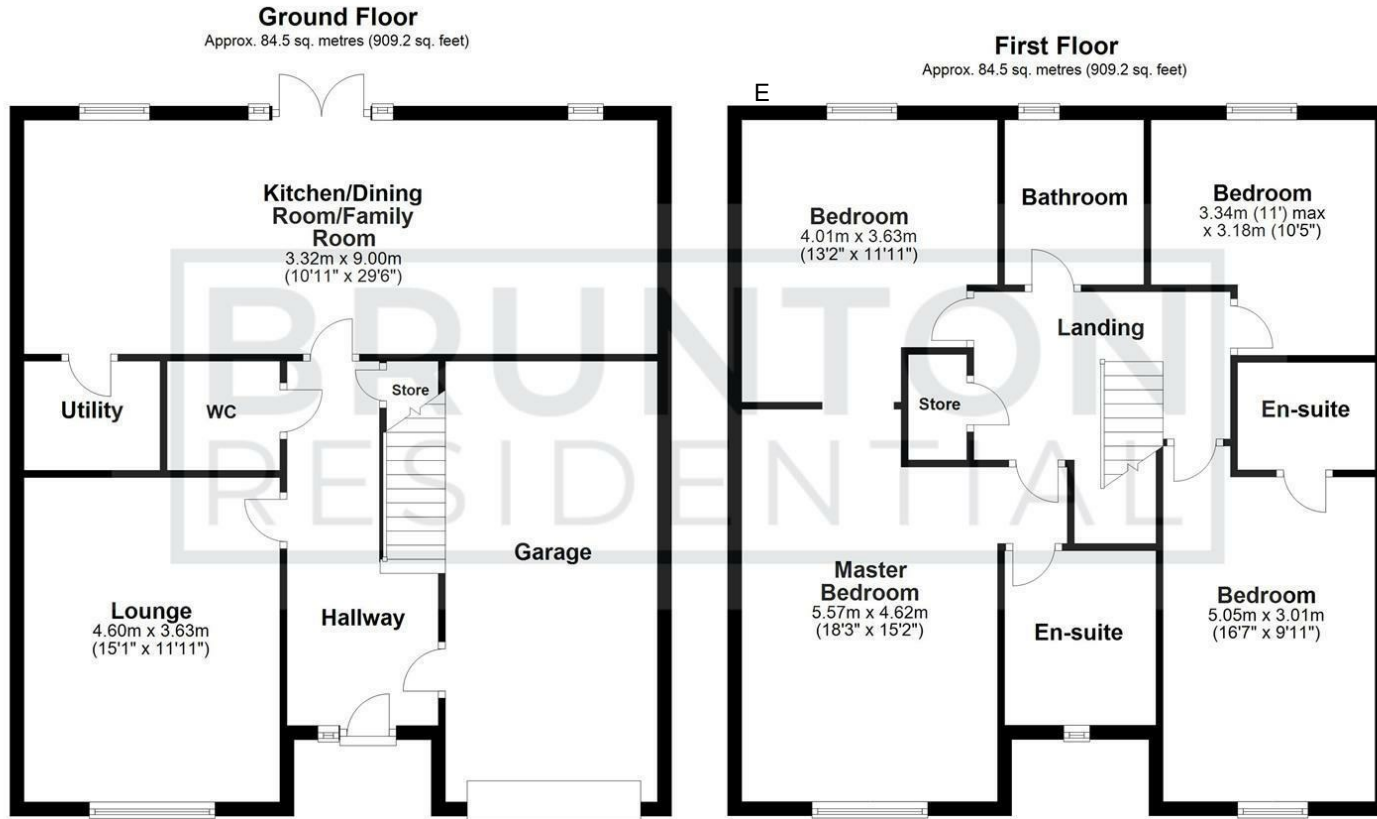 Ground Floor
Approx. 84.5 sq. metres (909.2 sq. feet)
Kitchen/Dining
Room/Family
Room
3.32m x 9.00m
(10'11" x 29'6")
Utility
WC
Store
Garage
Lounge
4.60m x 3.63m
(15'1" x 11'11")
Hallway
First Floor
Approx. 84.5 sq. metres (909.2 sq. feet)
E
Bedroom
4.01m x 3.63m
(13'2" x 11'11")
Bathroom
Bedroom
3.34m (11') max
x 3.18m (10'5")
Landing
Store
En-suite
Master
Bedroom
5.57m x 4.62m
(18'3" x 15'2")
En-suite
Bedroom
5.05m x 3.01m
(16'7" x 9'11")
BRUNTON
RESIDENTIAL